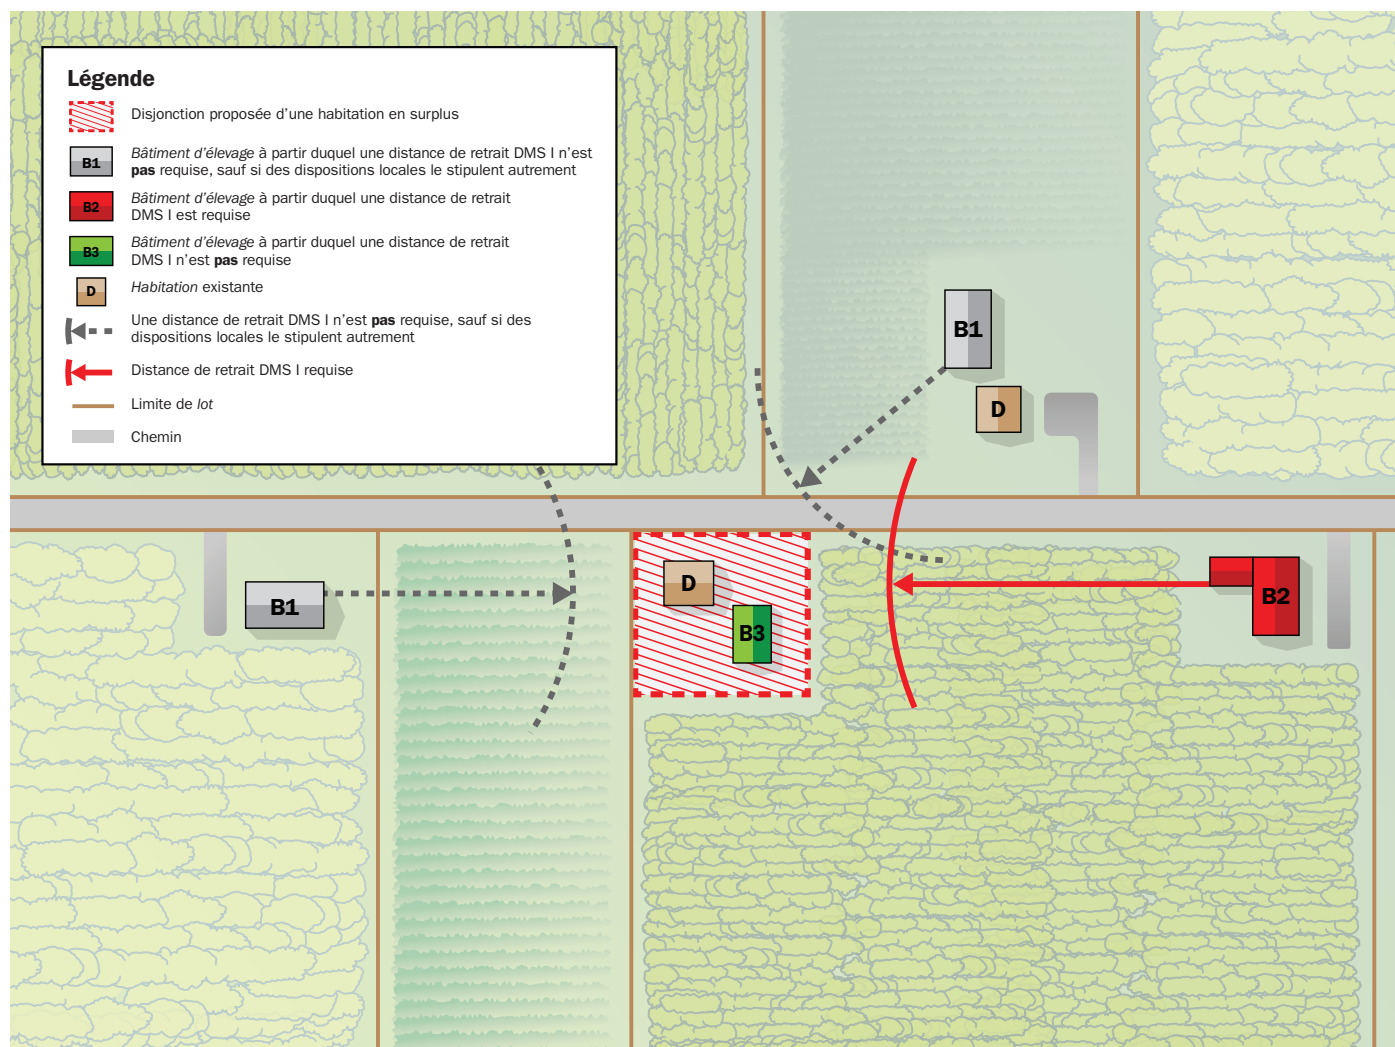 Légende
Disjonction proposée d'une habitation en surplus
B1
Bâtiment d'élevage à partir duquel une distance de retrait DMS I n'est
pas requise, sauf si des dispositions locales le stipulent autrement
B2
Bâtiment d'élevage à partir duquel une distance de retrait
DMS I est requise
B3
Bâtiment d'élevage à partir duquel une distance de retrait
DMS I n'est pas requise
D
Habitation existante
Une distance de retrait DMS I n'est pas requise, sauf si des
dispositions locales le stipulent autrement
Distance de retrait DMS I requise
Limite de lot
Chemin
B1
D
B1
D
B3
B2